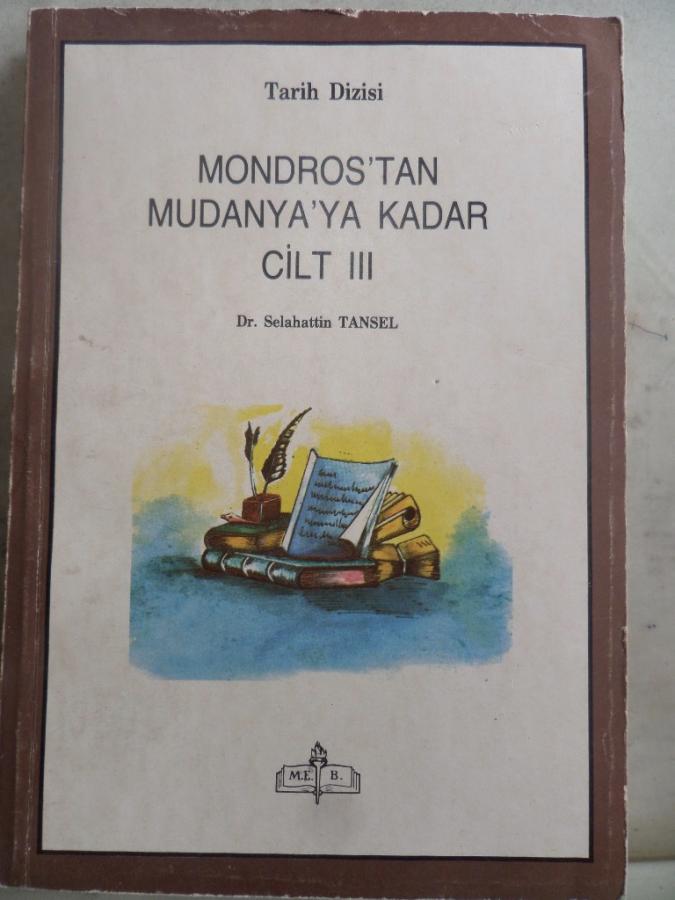 Tarih Dizisi
MONDROS'TAN
MUDANYA'YA KADAR
CİLT III
Dr. Selahattin TANSEL
M.E. B.